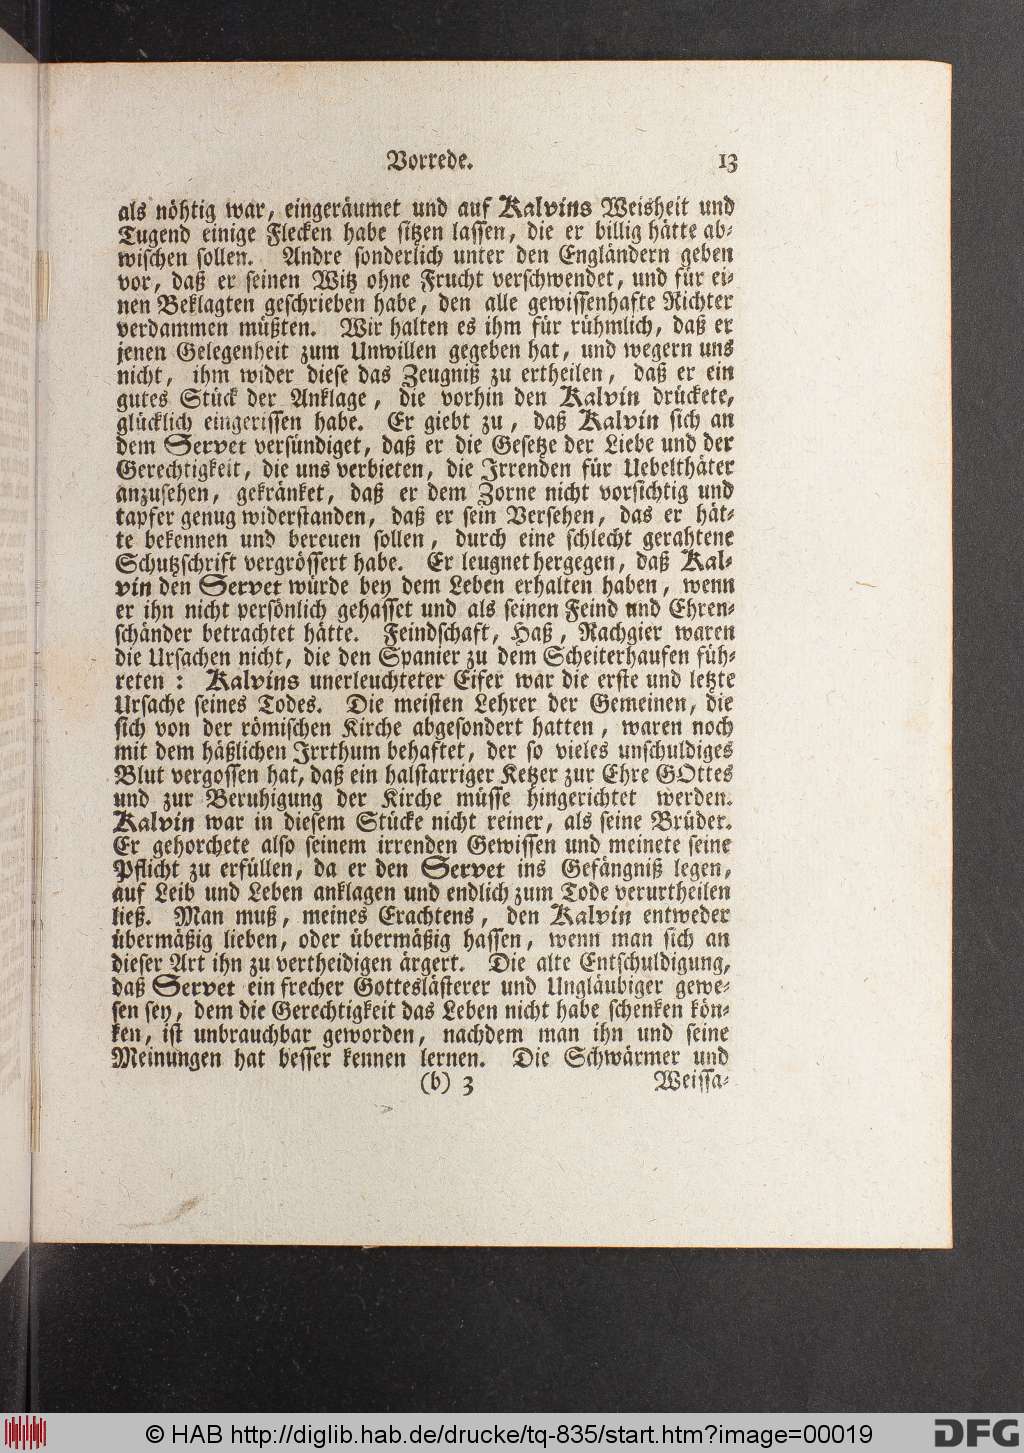 Vorrede. 13
als nöhtig war, eingeräumet und auf Kalvins Weisheit und
Tugend einige Flecken habe sitzen lassen, die er billig hätte ab-
wischen sollen. Andre sonderlich unter den Engländern geben
vor, daß er seinen Witz ohne Frucht verschwendet, und für ei-
nen Beklagten geschrieben habe, den alle gewissenhafte Richter
verdammen müßten. Wir halten es ihm für rühmlich, daß er
jenen Gelegenheit zum Unwillen gegeben hat, und wegern uns
nicht, ihm wider diese das Zeugniß zu ertheilen, daß er ein
gutes Stück der Anklage, die vorhin den Kalvin drückete,
glücklich eingerissen habe. Er giebt zu, daß Kalvin sich an
dem Servet versündiget, daß er die Gesetze der Liebe und der
Gerechtigkeit, die uns verbieten, die Irrenden für Uebelthäter
anzusehen, gekränket, daß er dem Zorne nicht vorsichtig und
tapfer genug widerstanden, daß er sein Versehen, das er hät-
te bekennen und bereuen sollen, durch eine schlecht gerahtene
Schutzschrift vergrössert habe. Er leugnet hergegen, daß Kal-
vin den Servet würde bey dem Leben erhalten haben, wenn
er ihn nicht persönlich gehasset und als seinen Feind und Ehren-
schänder betrachtet hätte. Feindschaft, Haß, Rachgier waren
die Ursachen nicht, die den Spanier zu dem Scheiterhaufen füh-
reten: Kalvins unerleuchteter Eifer war die erste und letzte
Ursache seines Todes. Die meisten Lehrer der Gemeinen, die
sich von der römischen Kirche abgesondert hatten, waren noch
mit dem häßlichen Irrthum behaftet, der so vieles unschuldiges
Blut vergossen hat, daß ein halstarriger Ketzer zur Ehre GOttes
und zur Beruhigung der Kirche müsse hingerichtet werden.
Kalvin war in diesem Stücke nicht reiner, als seine Brüder.
Er gehorchete also seinem irrenden Gewissen und meinete seine
Pflicht zu erfüllen, da er den Servet ins Gefängniß legen,
auf Leib und Leben anklagen und endlich zum Tode verurtheilen
ließ. Man muß, meines Erachtens, den Kalvin entweder
übermäßig lieben, oder übermäßig hassen, wenn man sich an
dieser Art ihn zu vertheidigen ärgert. Die alte Entschuldigung,
daß Servet ein frecher Gotteslästerer und Ungläubiger gewe-
sen sey, dem die Gerechtigkeit das Leben nicht habe schenken kön-
ken, ist unbrauchbar geworden, nachdem man ihn und seine
Meinungen hat besser kennen lernen. Die Schwärmer und
(b) 3 Weissa-
© HAB http://diglib.hab.de/drucke/tq-835/start.htm?image=00019
DFG